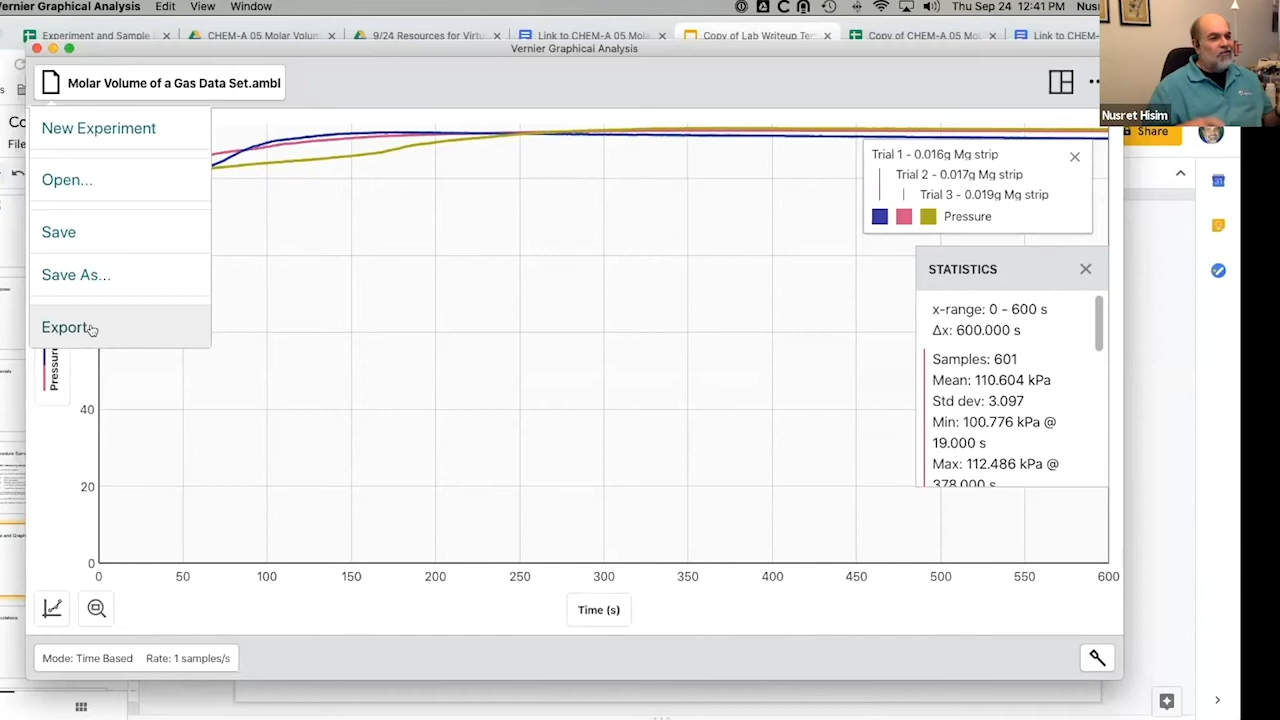 Vernier Graphical Analysis Edit View Window Thu Sep 24 12:41 PM Nus
Experiment and Sample
CHEM-A 05 Molar Volum
9/24 Resources for Virtu
Link to CHEM-A 05 Mol
Copy of Lab Writeup Te
Copy of CHEM-A 05
Link to CHEM-
Vernier Graphical Analysis
Molar Volume of a Gas Data Set.ambl
Nusret Hisim
Share
Co
File
New Experiment
Open...
Save
Save As...
Export
Trial 1 - 0.016g Mg strip
Trial 2 - 0.017g Mg strip
Trial 3 - 0.019g Mg strip
Pressure
STATISTICS
x-range: 0 - 600 s
Δx: 600.000 s
Samples: 601
Mean: 110.604 kPa
Std dev: 3.097
Min: 100.776 kPa @
19.000 s
Max: 112.486 kPa @
378.000 s
Pressure
40
20
0
0 50 100 150 200 250 300 350 400 450 500 550 600
Time (s)
Mode: Time Based Rate: 1 samples/s